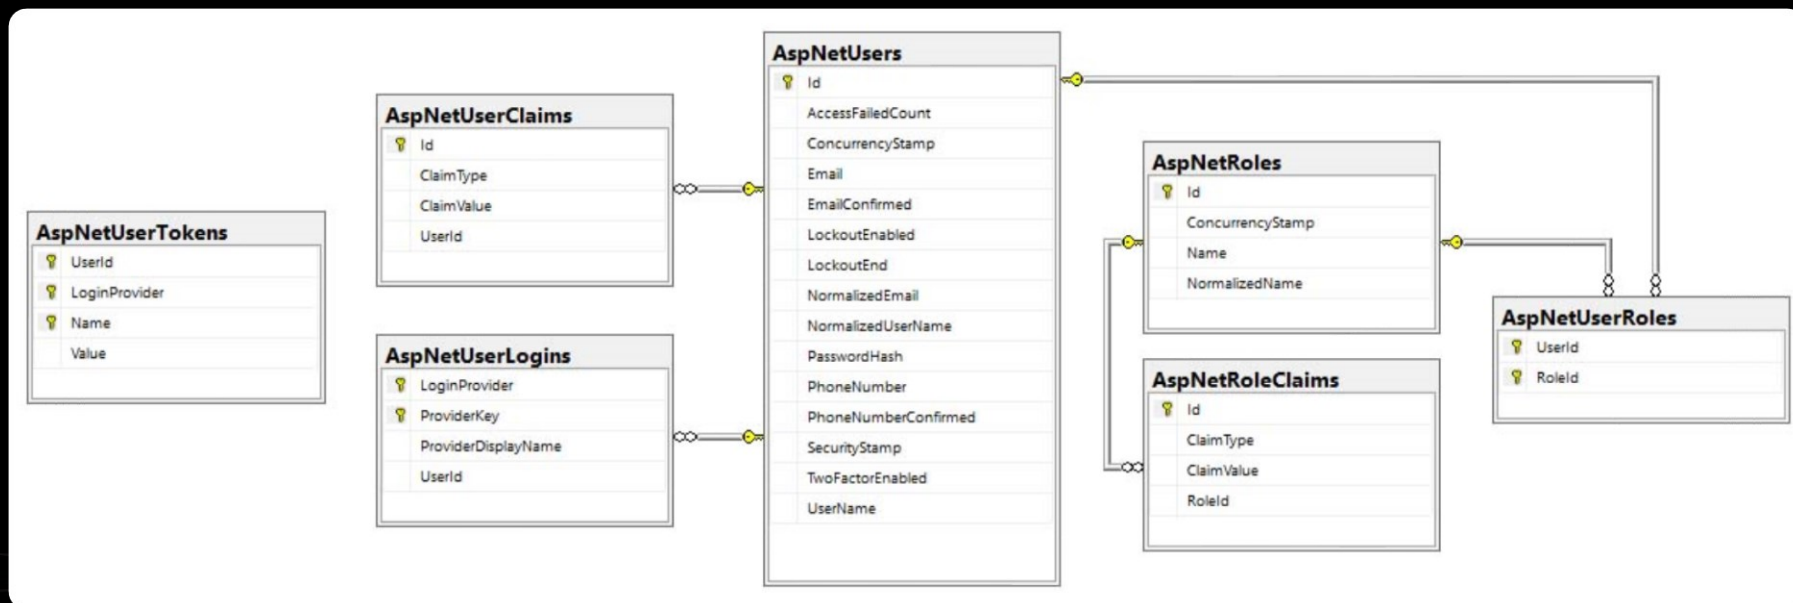 AspNetUserTokens
UserId
LoginProvider
Name
Value
AspNetUserClaims
Id
ClaimType
ClaimValue
UserId
AspNetUserLogins
LoginProvider
ProviderKey
ProviderDisplayName
UserId
AspNetUsers
Id
AccessFailedCount
ConcurrencyStamp
Email
EmailConfirmed
LockoutEnabled
LockoutEnd
NormalizedEmail
NormalizedUserName
PasswordHash
PhoneNumber
PhoneNumberConfirmed
SecurityStamp
TwoFactorEnabled
UserName
AspNetRoles
Id
ConcurrencyStamp
Name
NormalizedName
AspNetRoleClaims
Id
ClaimType
ClaimValue
RoleId
AspNetUserRoles
UserId
RoleId